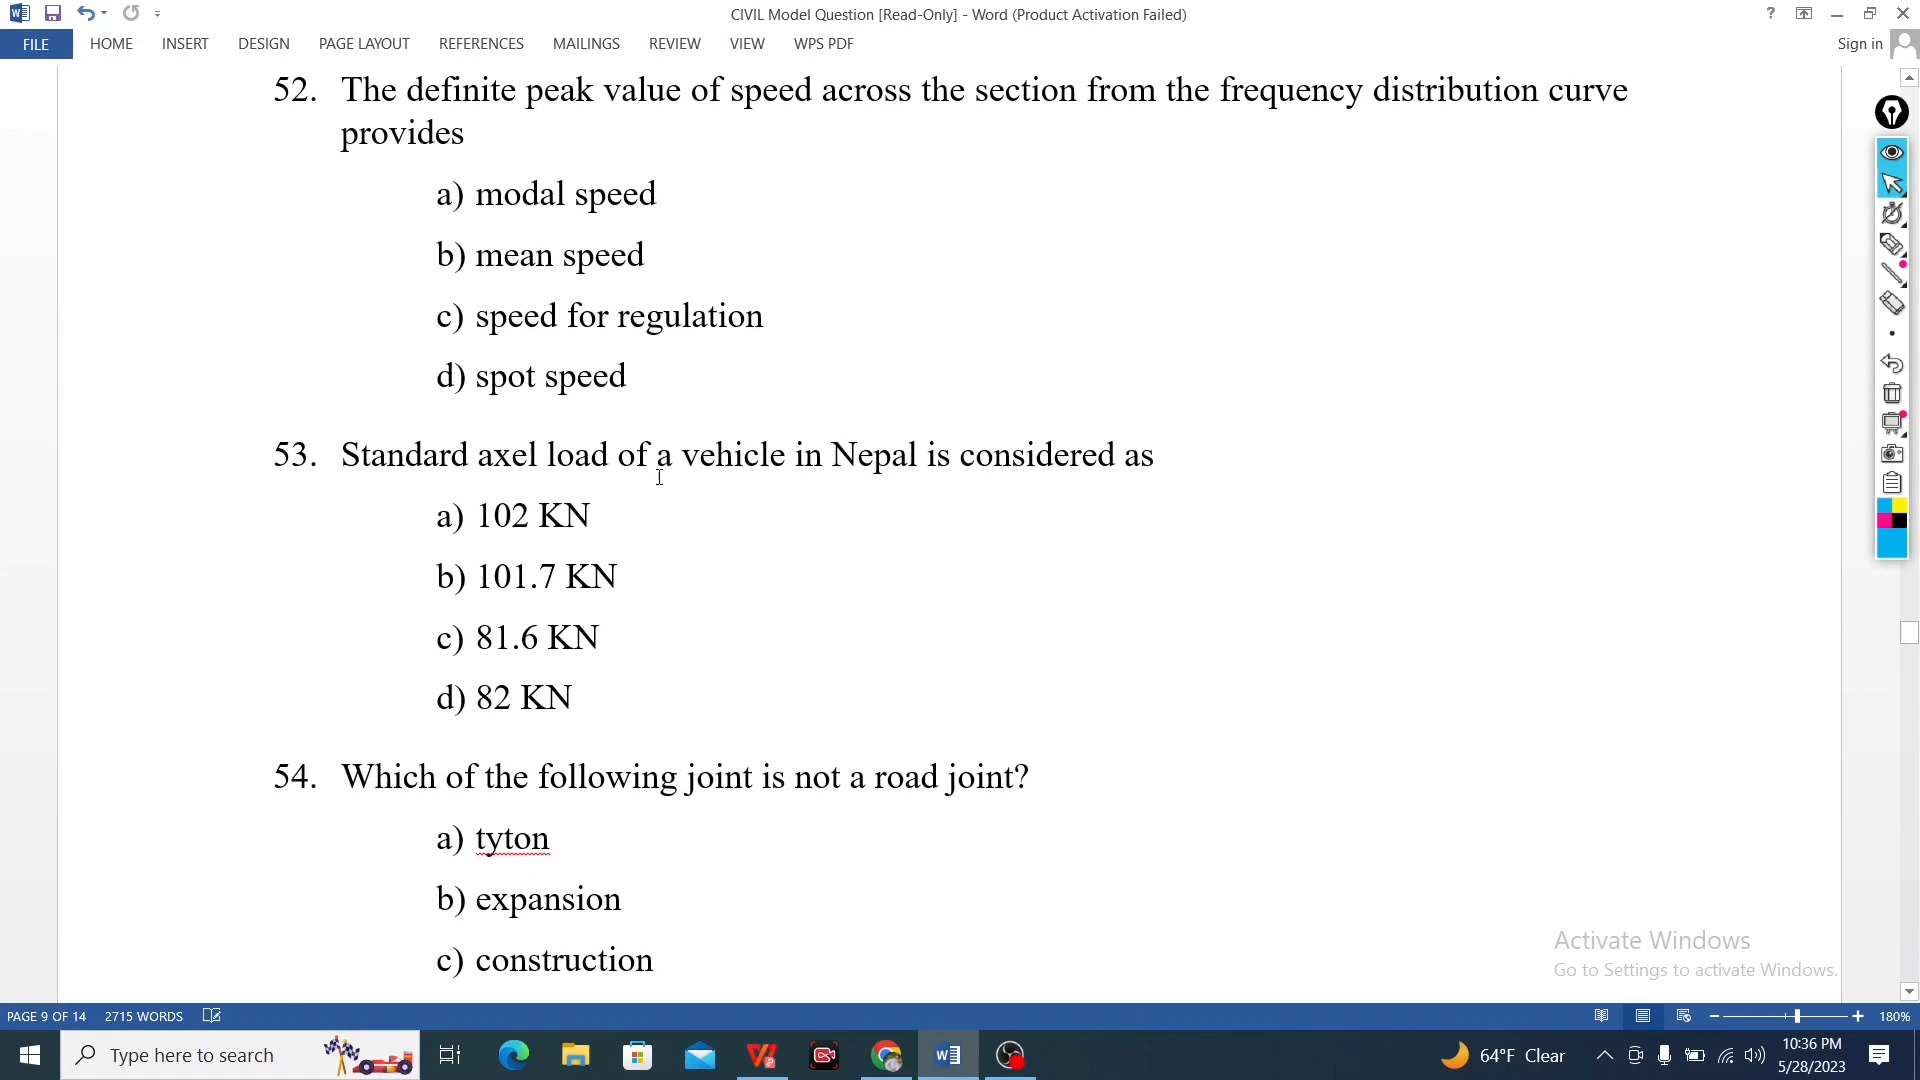 CIVIL Model Question [Read-Only] - Word (Product Activation Failed)
?
FILE HOME INSERT DESIGN PAGE LAYOUT REFERENCES MAILINGS REVIEW VIEW WPS PDF Sign in
52. The definite peak value of speed across the section from the frequency distribution curve
provides
a) modal speed
b) mean speed
c) speed for regulation
d) spot speed
53. Standard axel load of a vehicle in Nepal is considered as
a) 102 KN
b) 101.7 KN
c) 81.6 KN
d) 82 KN
54. Which of the following joint is not a road joint?
a) tyton
b) expansion
c) construction
Activate Windows
Go to Settings to activate Windows.
PAGE 9 OF 14 2715 WORDS 180%
Type here to search
64°F Clear
10:36 PM
5/28/2023